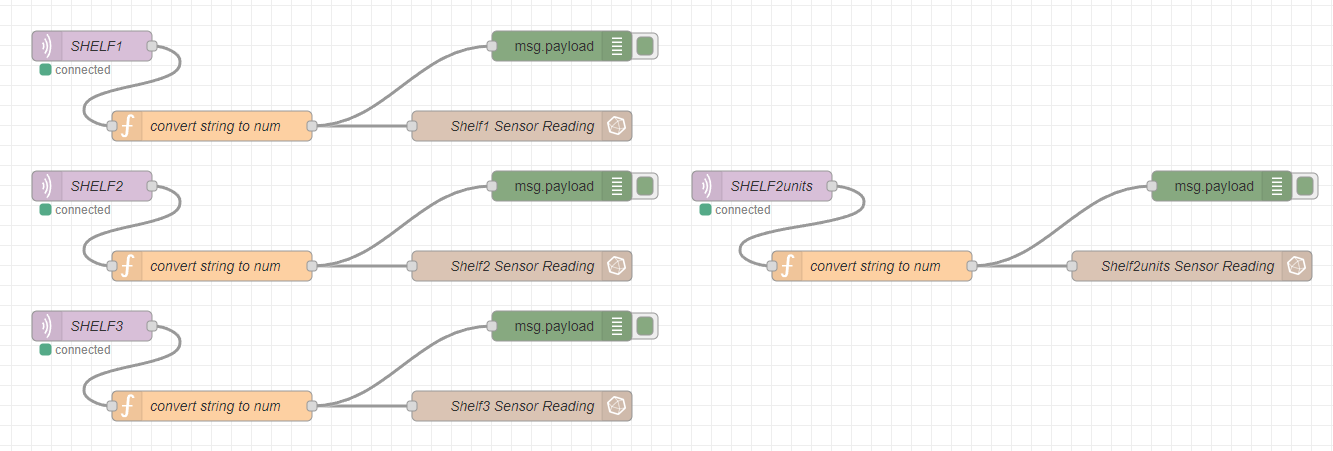 SHELF1
connected
msg.payload
convert string to num
Shelf1 Sensor Reading
SHELF2
connected
msg.payload
convert string to num
Shelf2 Sensor Reading
SHELF3
connected
msg.payload
convert string to num
Shelf3 Sensor Reading
SHELF2units
connected
msg.payload
convert string to num
Shelf2units Sensor Reading